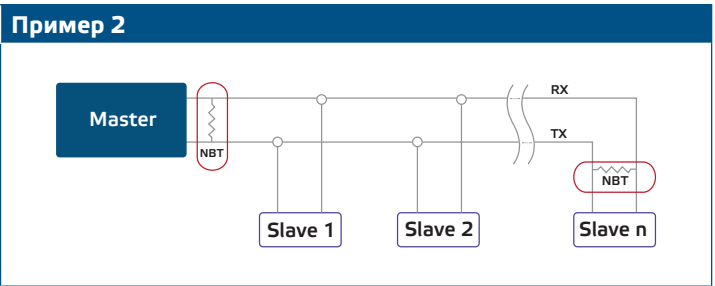 Пример 2
Master
NBT
RX
TX
NBT
Slave 1
Slave 2
Slave n